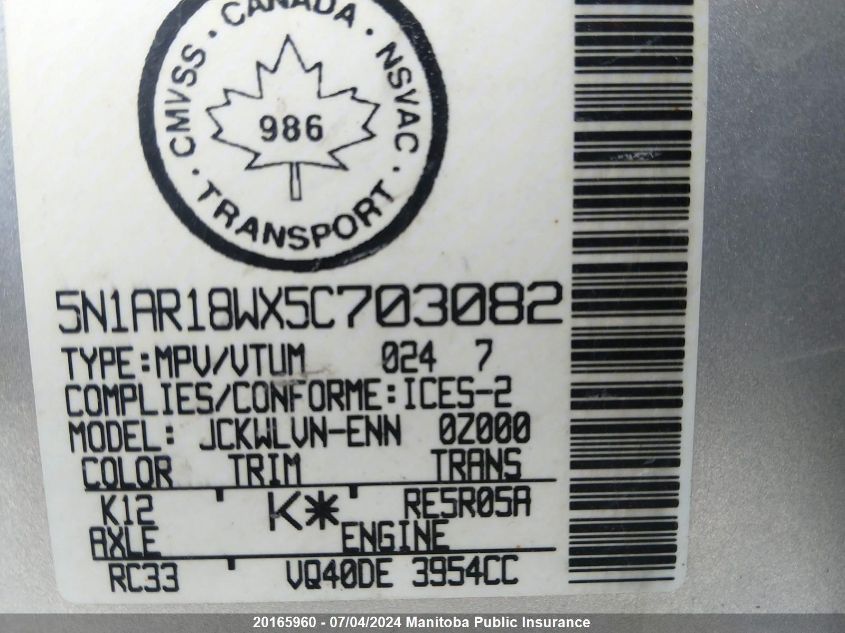 CMVSS · CANADA · NSVAC · TRANSPORT ·
986
5N1AR18WX5C703082
TYPE:MPV/VTUM 024 7
COMPLIES/CONFORME:ICES-2
MODEL: JCKWLVN-ENN 0Z000
COLOR TRIM TRANS
K12 K* RE5R05A
AXLE ENGINE
RC33 VQ40DE 3954CC
20165960 - 07/04/2024 Manitoba Public Insurance